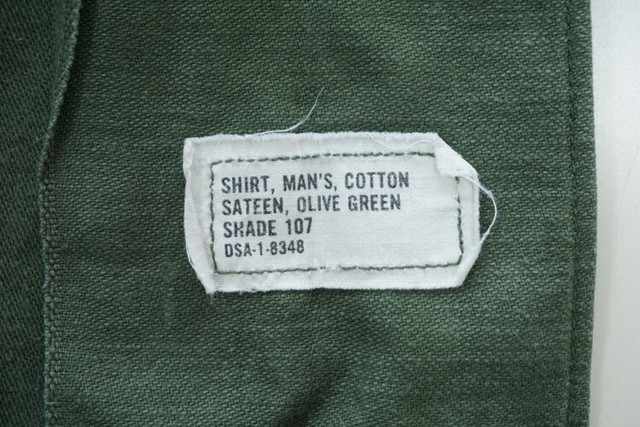 SHIRT, MAN'S, COTTON
SATEEN, OLIVE GREEN
SHADE 107
DSA-1-8348